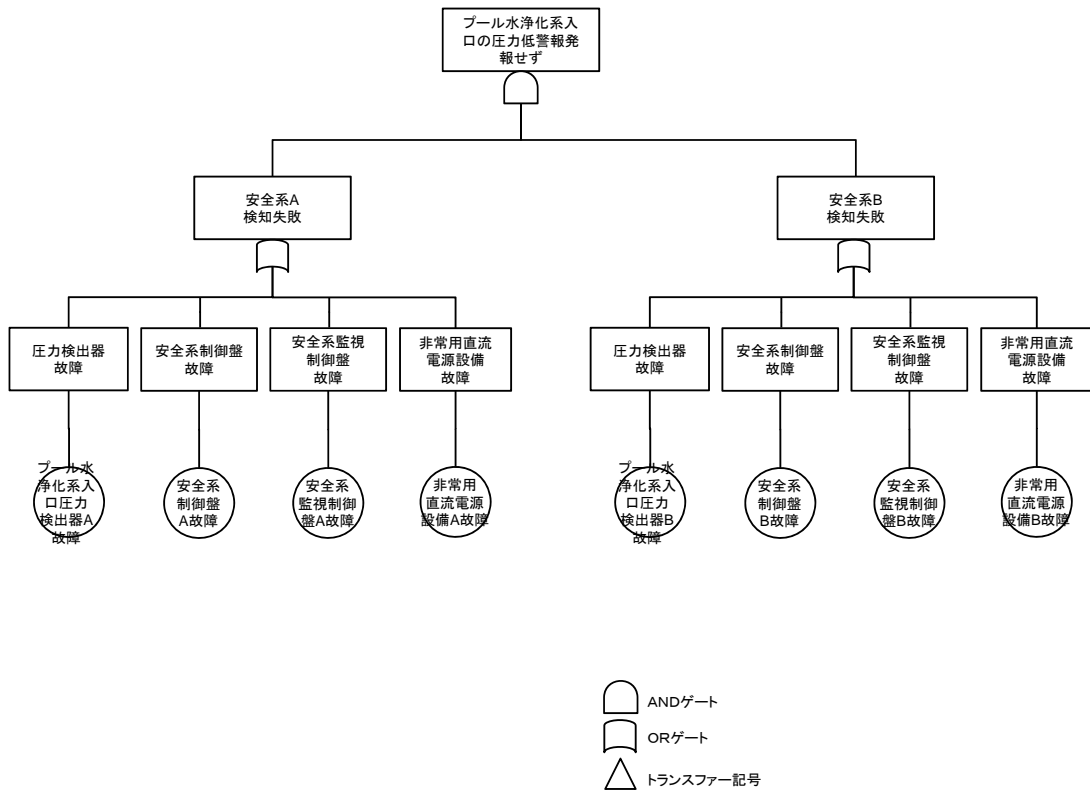 プール水浄化系入
口の圧力低警報発
報せず
安全系A
検知失敗
安全系B
検知失敗
圧力検出器
故障
安全系制御盤
故障
安全系監視
制御盤
故障
非常用直流
電源設備
故障
圧力検出器
故障
安全系制御盤
故障
安全系監視
制御盤
故障
非常用直流
電源設備
故障
プール水
浄化系入
口圧力
検出器A
故障
安全系
制御盤
A故障
安全系
監視制御
盤A故障
非常用
直流電源
設備A故障
プール水
浄化系入
口圧力
検出器B
故障
安全系
制御盤
B故障
安全系
監視制御
盤B故障
非常用
直流電源
設備B故障
ANDゲート
ORゲート
トランスファー記号